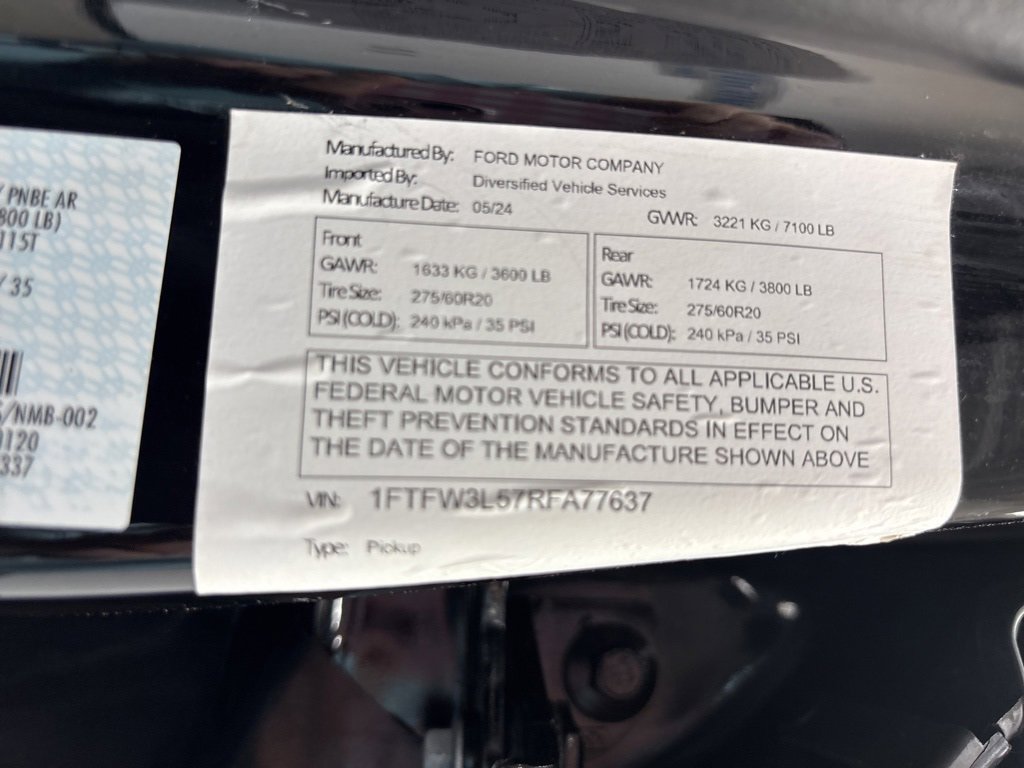 / PNBE AR
800 LB)
115T
/ 35
/NMB-002
0120
337
Manufactured By: FORD MOTOR COMPANY
Imported By: Diversified Vehicle Services
Manufacture Date: 05/24
GVWR: 3221 KG / 7100 LB
Front
GAWR: 1633 KG / 3600 LB
Tire Size: 275/60R20
PSI (COLD): 240 kPa / 35 PSI
Rear
GAWR: 1724 KG / 3800 LB
Tire Size: 275/60R20
PSI (COLD): 240 kPa / 35 PSI
THIS VEHICLE CONFORMS TO ALL APPLICABLE U.S.
FEDERAL MOTOR VEHICLE SAFETY, BUMPER AND
THEFT PREVENTION STANDARDS IN EFFECT ON
THE DATE OF THE MANUFACTURE SHOWN ABOVE
VIN: 1FTFW3L57RFA77637
Type: Pickup